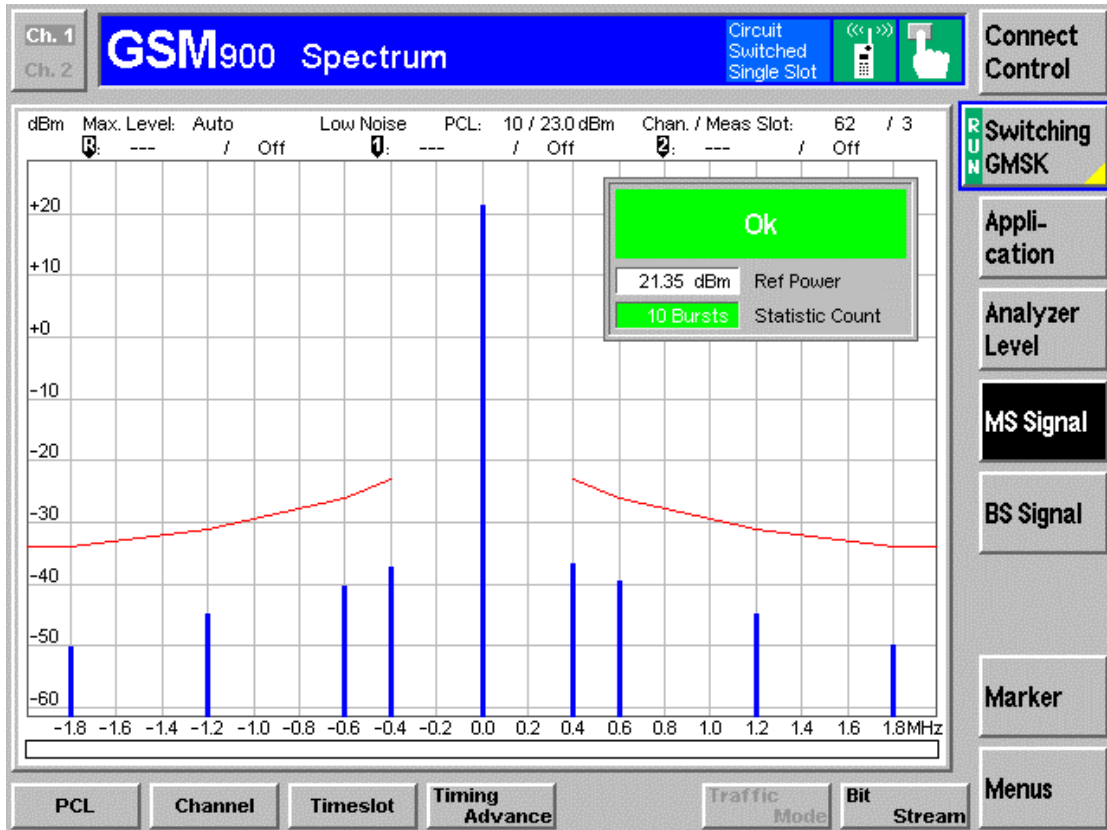 Ch. 1
Ch. 2
GSM900 Spectrum
Circuit
Switched
Single Slot
Connect
Control
dBm Max. Level: Auto Low Noise PCL: 10 / 23.0 dBm Chan. / Meas Slot: 62 / 3
R: --- / Off 1: --- / Off 2: --- / Off
RUN
Switching
GMSK
Ok
21.35 dBm Ref Power
10 Bursts Statistic Count
+20
+10
+0
-10
-20
-30
-40
-50
-60
-1.8 -1.6 -1.4 -1.2 -1.0 -0.8 -0.6 -0.4 -0.2 0.0 0.2 0.4 0.6 0.8 1.0 1.2 1.4 1.6 1.8MHz
Appli-
cation
Analyzer
Level
MS Signal
BS Signal
Marker
Menus
PCL
Channel
Timeslot
Timing
Advance
Traffic
Mode
Bit
Stream